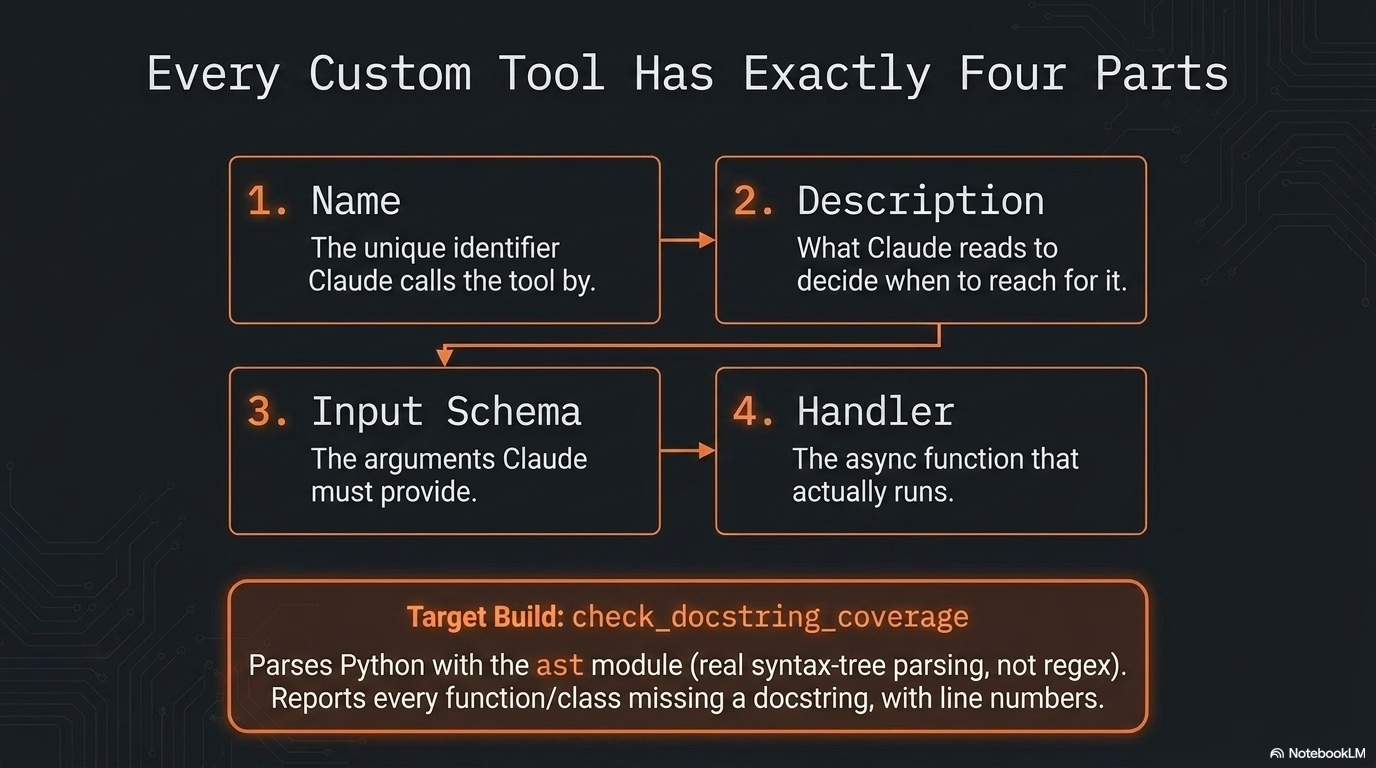 Every Custom Tool Has Exactly Four Parts
1. Name
The unique identifier
Claude calls the tool by.
2. Description
What Claude reads to
decide when to reach for it.
3. Input Schema
The arguments Claude
must provide.
4. Handler
The async function that
actually runs.
Target Build: check_docstring_coverage
Parses Python with the ast module (real syntax-tree parsing, not regex).
Reports every function/class missing a docstring, with line numbers.
NotebookLM